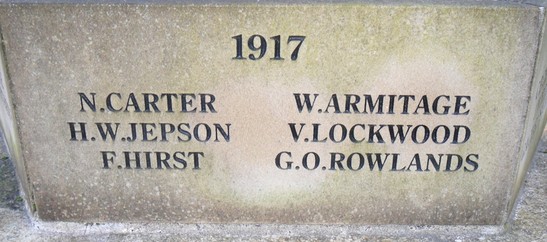 1917
N.CARTER W.ARMITAGE
H.W.JEPSON V.LOCKWOOD
F.HIRST G.O.ROWLANDS